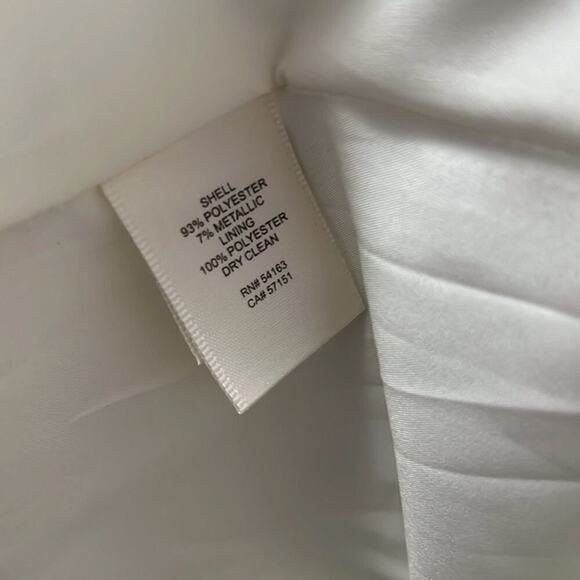 SHELL
93% POLYESTER
7% METALLIC
LINING
100% POLYESTER
DRY CLEAN
RN# 54163
CA# 57151